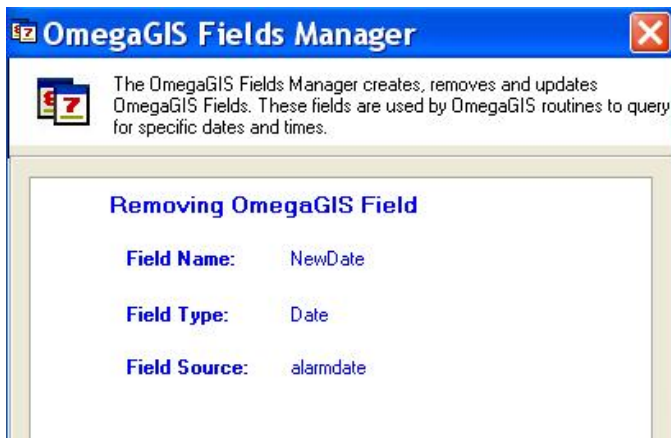 OmegaGIS Fields Manager
The OmegaGIS Fields Manager creates, removes and updates
OmegaGIS Fields. These fields are used by OmegaGIS routines to query
for specific dates and times.
Removing OmegaGIS Field
Field Name: NewDate
Field Type: Date
Field Source: alarmdate